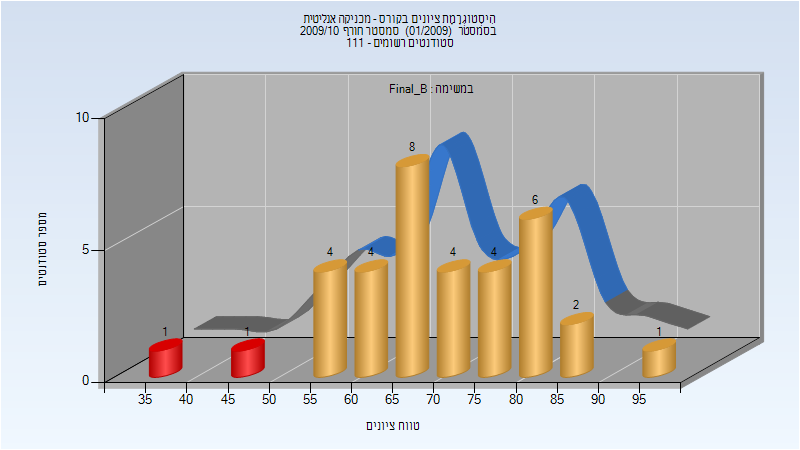 היסטוגרמת ציונים בקורס - מכניקה אנליטית
בסמסטר (01/2009) סמסטר חורף 2009/10
סטודנטים רשומים - 111
במשימה : Final_B
מספר סטודנטים
10
5
0
1
1
4
4
8
4
4
6
2
1
35 40 45 50 55 60 65 70 75 80 85 90 95
טווח ציונים